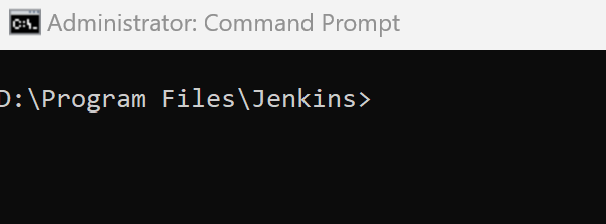 Administrator: Command Prompt
D:\Program Files\Jenkins>